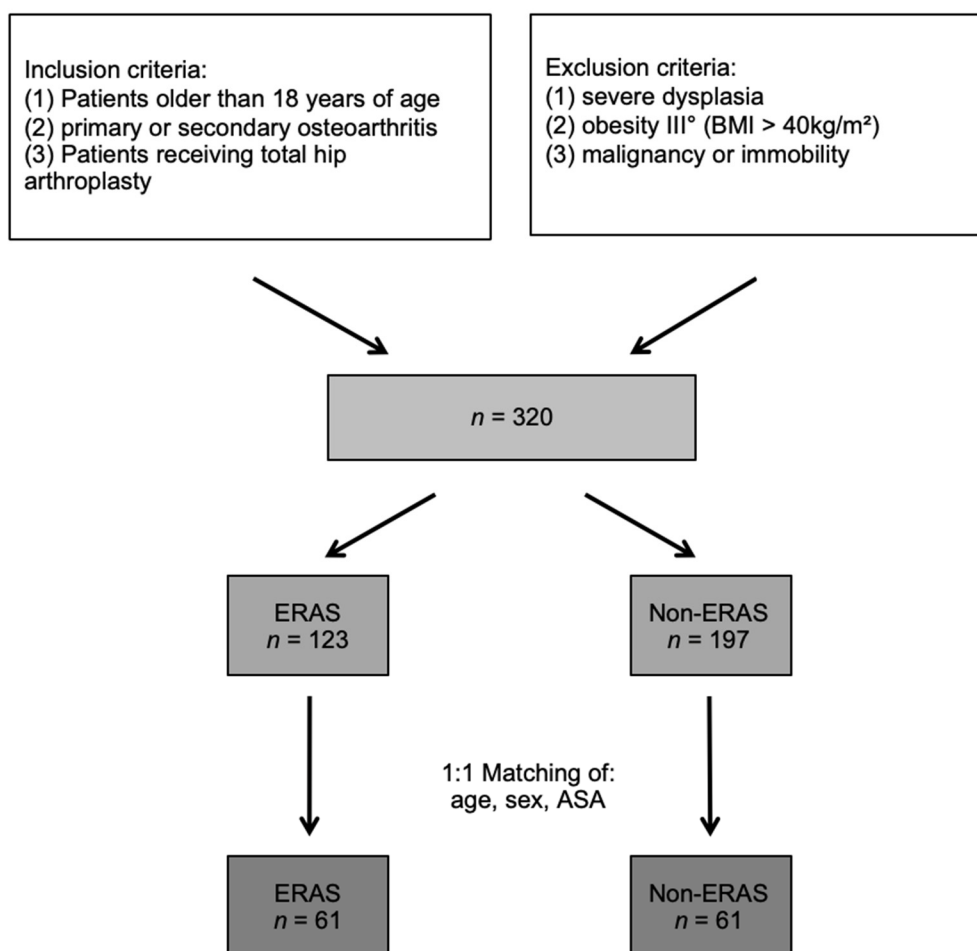 Inclusion criteria:
(1) Patients older than 18 years of age
(2) primary or secondary osteoarthritis
(3) Patients receiving total hip
arthroplasty
Exclusion criteria:
(1) severe dysplasia
(2) obesity III° (BMI > 40kg/m²)
(3) malignancy or immobility
n = 320
ERAS
n = 123
Non-ERAS
n = 197
1:1 Matching of:
age, sex, ASA
ERAS
n = 61
Non-ERAS
n = 61